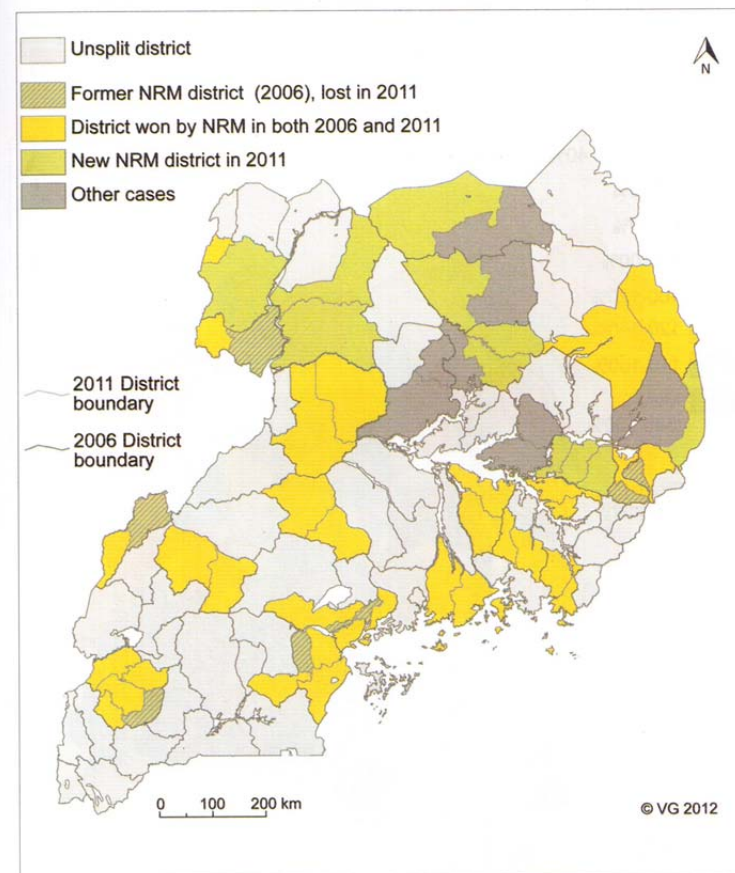 Unsplit district
N
Former NRM district (2006), lost in 2011
District won by NRM in both 2006 and 2011
New NRM district in 2011
Other cases
2011 District
boundary
2006 District
boundary
0 100 200 km
© VG 2012